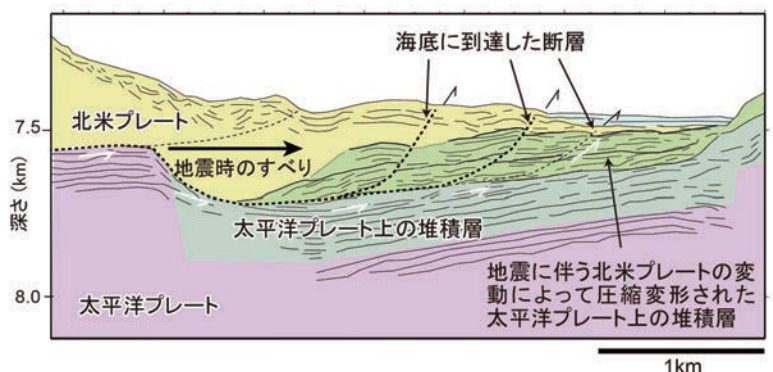 海底に到達した断層
北米プレート
7.5
地震時のすべり
深さ (km)
太平洋プレート上の堆積層
地震に伴う北米プレートの変
動によって圧縮変形された
太平洋プレート上の堆積層
8.0
太平洋プレート
1km